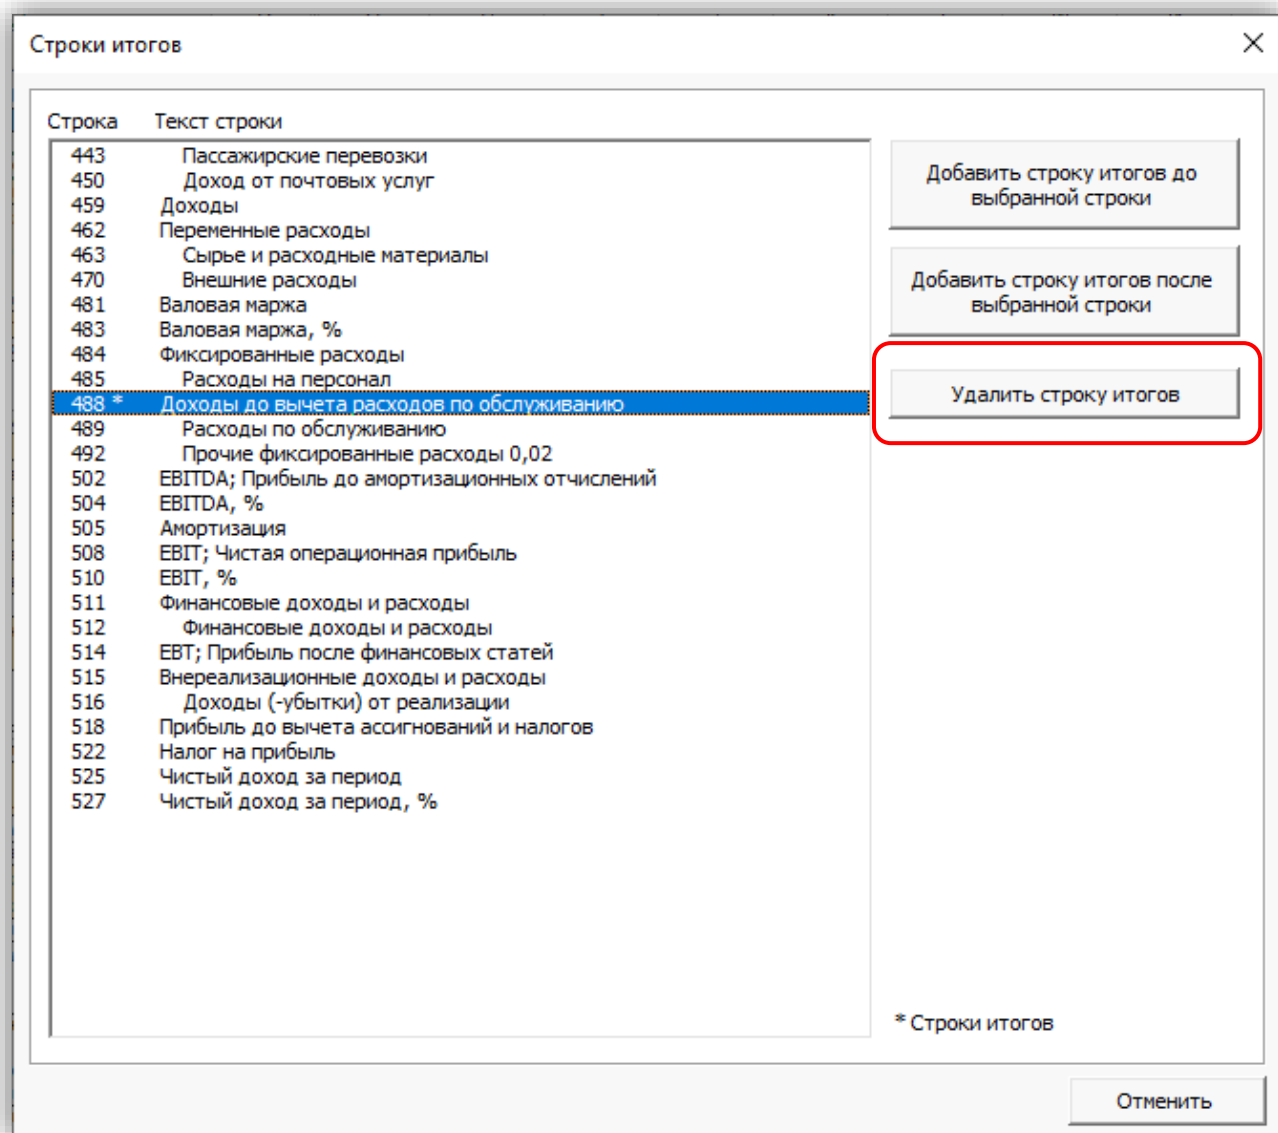 Строки итогов
Строка Текст строки
443 Пассажирские перевозки
450 Доход от почтовых услуг
459 Доходы
462 Переменные расходы
463 Сырье и расходные материалы
470 Внешние расходы
481 Валовая маржа
483 Валовая маржа, %
484 Фиксированные расходы
485 Расходы на персонал
488 * Доходы до вычета расходов по обслуживанию
489 Расходы по обслуживанию
492 Прочие фиксированные расходы 0,02
502 EBITDA; Прибыль до амортизационных отчислений
504 EBITDA, %
505 Амортизация
508 EBIT; Чистая операционная прибыль
510 EBIT, %
511 Финансовые доходы и расходы
512 Финансовые доходы и расходы
514 EBT; Прибыль после финансовых статей
515 Внереализационные доходы и расходы
516 Доходы (-убытки) от реализации
518 Прибыль до вычета ассигнований и налогов
522 Налог на прибыль
525 Чистый доход за период
527 Чистый доход за период, %
Добавить строку итогов до
выбранной строки
Добавить строку итогов после
выбранной строки
Удалить строку итогов
* Строки итогов
Отменить